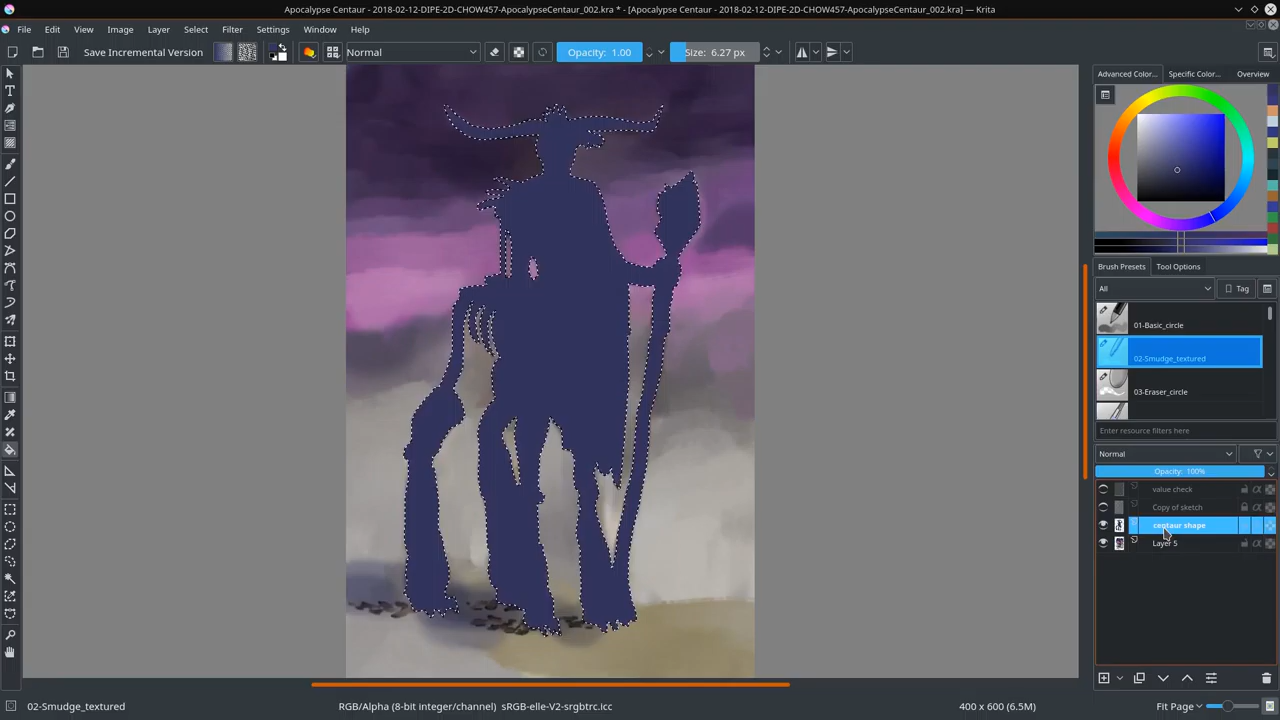 Apocalypse Centaur - 2018-02-12-DIPE-2D-CHOW457-ApocalypseCentaur_002.kra * - [Apocalypse Centaur - 2018-02-12-DIPE-2D-CHOW457-ApocalypseCentaur_002.kra] — Krita
File Edit View Image Layer Select Filter Settings Window Help
Save Incremental Version Normal Opacity: 1.00 Size: 6.27 px
Advanced Color... Specific Color... Overview
Brush Presets Tool Options
All Tag
01-Basic_circle
02-Smudge_textured
03-Eraser_circle
Enter resource filters here
Normal
Opacity: 100%
value check
Copy of sketch
centaur shape
Layer 5
02-Smudge_textured RGB/Alpha (8-bit integer/channel) sRGB-elle-V2-srgbtrc.icc 400 x 600 (6.5M) Fit Page